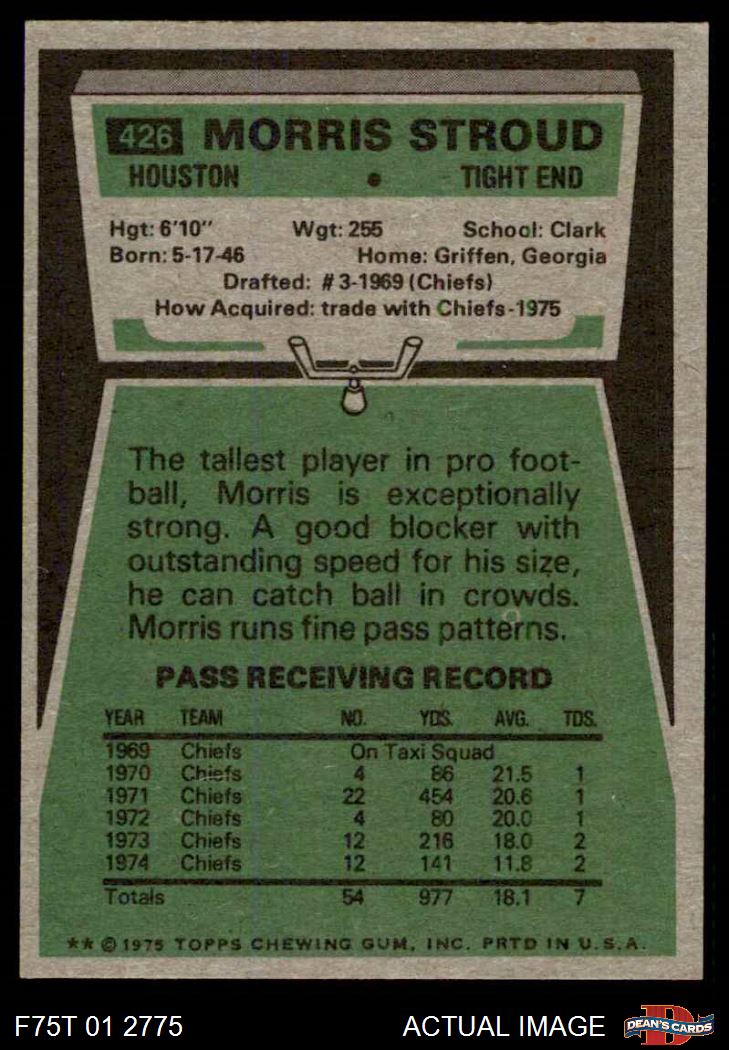 426 MORRIS STROUD
HOUSTON • TIGHT END
Hgt: 6'10" Wgt: 255 School: Clark
Born: 5-17-46 Home: Griffen, Georgia
Drafted: #3-1969 (Chiefs)
How Acquired: trade with Chiefs-1975
The tallest player in pro foot-
ball, Morris is exceptionally
strong. A good blocker with
outstanding speed for his size,
he can catch ball in crowds.
Morris runs fine pass patterns.
PASS RECEIVING RECORD
YEAR TEAM NO. YDS. AVG. TDS.
1969 Chiefs On Taxi Squad
1970 Chiefs 4 86 21.5 1
1971 Chiefs 22 454 20.6 1
1972 Chiefs 4 80 20.0 1
1973 Chiefs 12 216 18.0 2
1974 Chiefs 12 141 11.8 2
Totals 54 977 18.1 7
** © 1975 TOPPS CHEWING GUM, INC. PRTD IN U.S.A.
F75T 01 2775 ACTUAL IMAGE D DEAN'S CARDS